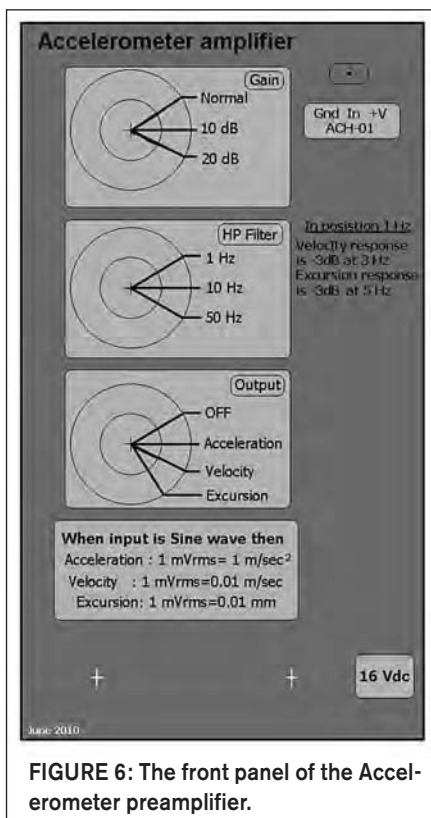 Accelerometer amplifier
Gain
Normal
10 dB
20 dB
Gnd In +V
ACH-01
HP Filter
1 Hz
10 Hz
50 Hz
In posistion 1 Hz
Velocity response
is -3dB at 3 Hz
Excursion response
is -3dB at 5 Hz
Output
OFF
Acceleration
Velocity
Excursion
When input is Sine wave then
Acceleration : 1 mVrms= 1 m/sec²
Velocity : 1 mVrms=0.01 m/sec
Excursion: 1 mVrms=0.01 mm
16 Vdc
June 2010
FIGURE 6: The front panel of the Accel-
erometer preamplifier.